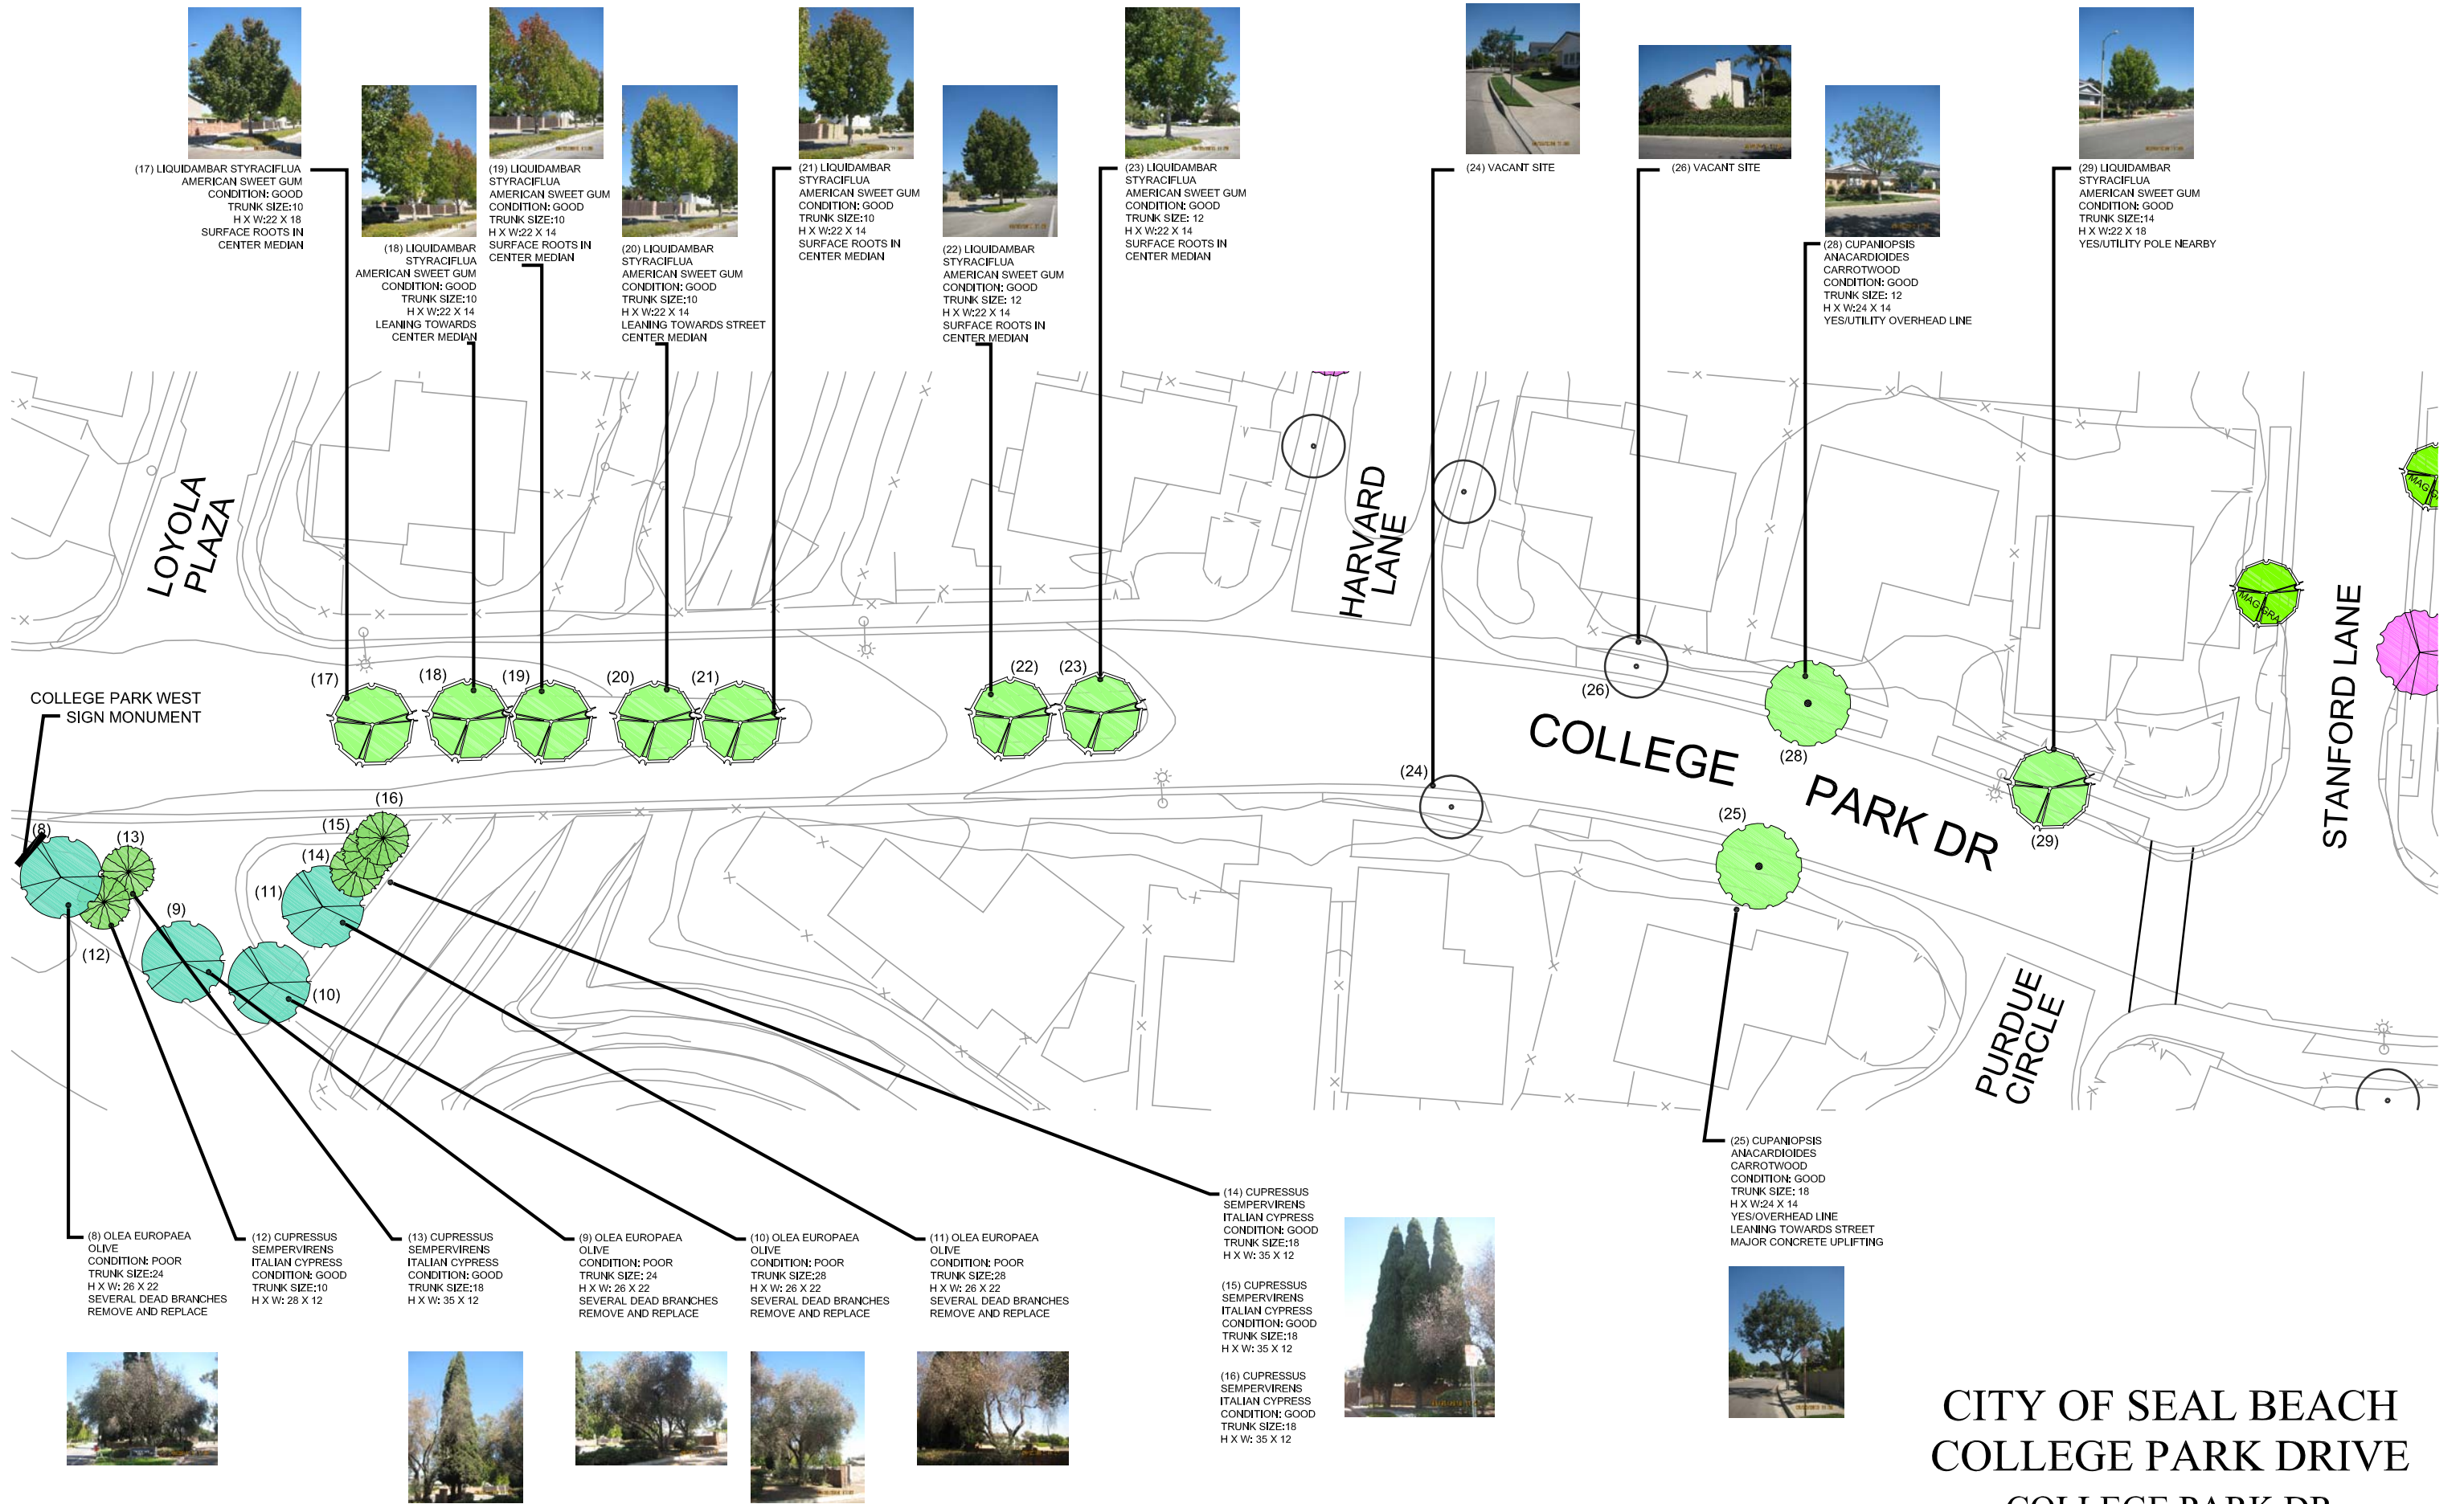 (17) LIQUIDAMBAR STYRACIFLUA
AMERICAN SWEET GUM
CONDITION: GOOD
TRUNK SIZE:10
H X W:22 X 18
SURFACE ROOTS IN
CENTER MEDIAN
(18) LIQUIDAMBAR
STYRACIFLUA
AMERICAN SWEET GUM
CONDITION: GOOD
TRUNK SIZE:10
H X W:22 X 14
LEANING TOWARDS
CENTER MEDIAN
(19) LIQUIDAMBAR
STYRACIFLUA
AMERICAN SWEET GUM
CONDITION: GOOD
TRUNK SIZE:10
H X W:22 X 14
SURFACE ROOTS IN
CENTER MEDIAN
(20) LIQUIDAMBAR
STYRACIFLUA
AMERICAN SWEET GUM
CONDITION: GOOD
TRUNK SIZE:10
H X W:22 X 14
LEANING TOWARDS STREET
CENTER MEDIAN
(21) LIQUIDAMBAR
STYRACIFLUA
AMERICAN SWEET GUM
CONDITION: GOOD
TRUNK SIZE:10
H X W:22 X 14
SURFACE ROOTS IN
CENTER MEDIAN
(22) LIQUIDAMBAR
STYRACIFLUA
AMERICAN SWEET GUM
CONDITION: GOOD
TRUNK SIZE: 12
H X W:22 X 14
SURFACE ROOTS IN
CENTER MEDIAN
(23) LIQUIDAMBAR
STYRACIFLUA
AMERICAN SWEET GUM
CONDITION: GOOD
TRUNK SIZE: 12
H X W:22 X 14
SURFACE ROOTS IN
CENTER MEDIAN
(24) VACANT SITE
(26) VACANT SITE
(28) CUPANIOPSIS
ANACARDIOIDES
CARROTWOOD
CONDITION: GOOD
TRUNK SIZE: 12
H X W:24 X 14
YES/UTILITY OVERHEAD LINE
(29) LIQUIDAMBAR
STYRACIFLUA
AMERICAN SWEET GUM
CONDITION: GOOD
TRUNK SIZE:14
H X W:22 X 18
YES/UTILITY POLE NEARBY
LOYOLA
PLAZA
HARVARD
LANE
STANFORD LANE
MAG GRA
COLLEGE PARK WEST
SIGN MONUMENT
(17)
(18)
(19)
(20)
(21)
(22)
(23)
(26)
(28)
(24)
(25)
(29)
COLLEGE PARK DR
PURDUE
CIRCLE
(8)
(13)
(16)
(15)
(14)
(11)
(9)
(12)
(10)
(8) OLEA EUROPAEA
OLIVE
CONDITION: POOR
TRUNK SIZE:24
H X W: 26 X 22
SEVERAL DEAD BRANCHES
REMOVE AND REPLACE
(12) CUPRESSUS
SEMPERVIRENS
ITALIAN CYPRESS
CONDITION: GOOD
TRUNK SIZE:10
H X W: 28 X 12
(13) CUPRESSUS
SEMPERVIRENS
ITALIAN CYPRESS
CONDITION: GOOD
TRUNK SIZE:18
H X W: 35 X 12
(9) OLEA EUROPAEA
OLIVE
CONDITION: POOR
TRUNK SIZE: 24
H X W: 26 X 22
SEVERAL DEAD BRANCHES
REMOVE AND REPLACE
(10) OLEA EUROPAEA
OLIVE
CONDITION: POOR
TRUNK SIZE:28
H X W: 26 X 22
SEVERAL DEAD BRANCHES
REMOVE AND REPLACE
(11) OLEA EUROPAEA
OLIVE
CONDITION: POOR
TRUNK SIZE:28
H X W: 26 X 22
SEVERAL DEAD BRANCHES
REMOVE AND REPLACE
(14) CUPRESSUS
SEMPERVIRENS
ITALIAN CYPRESS
CONDITION: GOOD
TRUNK SIZE:18
H X W: 35 X 12
(15) CUPRESSUS
SEMPERVIRENS
ITALIAN CYPRESS
CONDITION: GOOD
TRUNK SIZE:18
H X W: 35 X 12
(16) CUPRESSUS
SEMPERVIRENS
ITALIAN CYPRESS
CONDITION: GOOD
TRUNK SIZE:18
H X W: 35 X 12
(25) CUPANIOPSIS
ANACARDIOIDES
CARROTWOOD
CONDITION: GOOD
TRUNK SIZE: 18
H X W:24 X 14
YES/OVERHEAD LINE
LEANING TOWARDS STREET
MAJOR CONCRETE UPLIFTING
CITY OF SEAL BEACH
COLLEGE PARK DRIVE
COLLEGE PARK DR